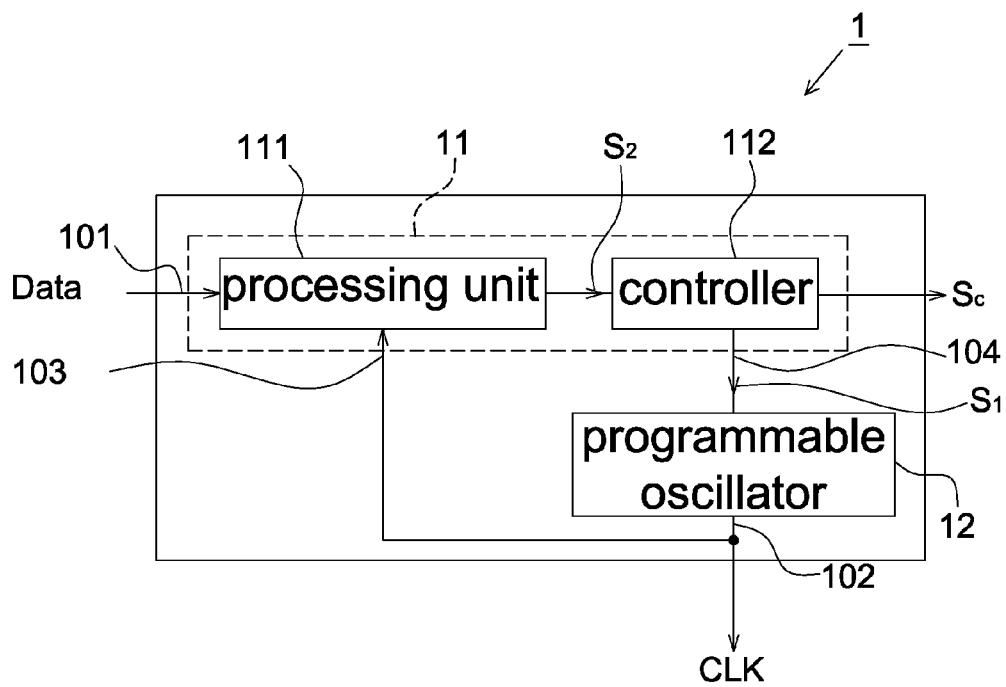 1
111
11
S2
112
101
Data
processing unit
controller
Sc
103
104
S1
programmable
oscillator
12
102
CLK